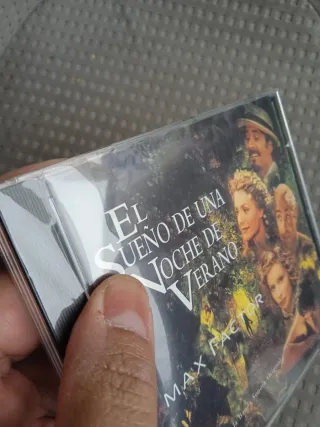 EL
SUEÑO DE UNA
NOCHE DE
VERANO
MAX FACTOR